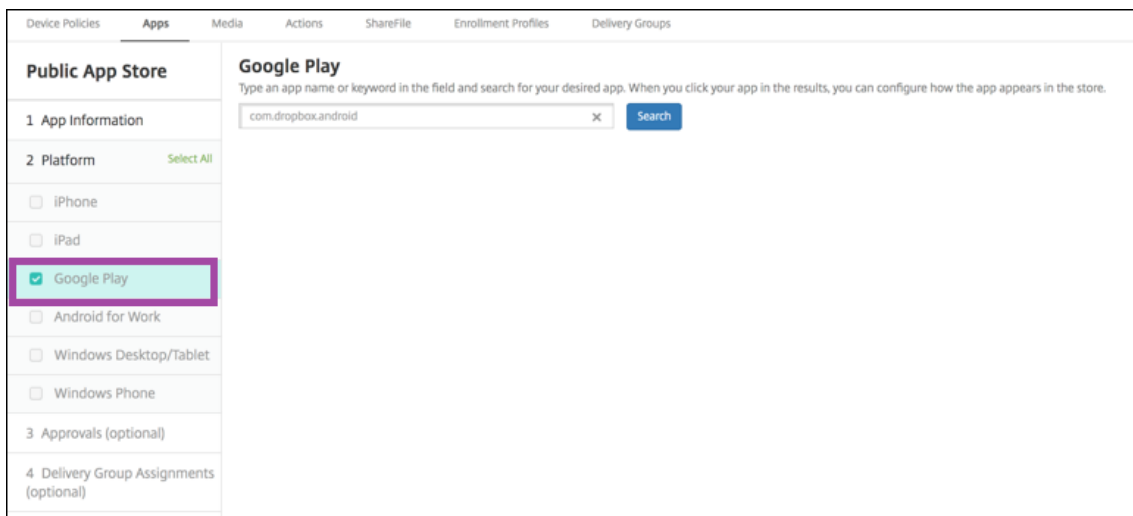 Device Policies Apps Media Actions ShareFile Enrollment Profiles Delivery Groups
Public App Store
1 App Information
2 Platform Select All
iPhone
iPad
Google Play
Android for Work
Windows Desktop/Tablet
Windows Phone
3 Approvals (optional)
4 Delivery Group Assignments
(optional)
Google Play
Type an app name or keyword in the field and search for your desired app. When you click your app in the results, you can configure how the app appears in the store.
com.dropbox.android × Search